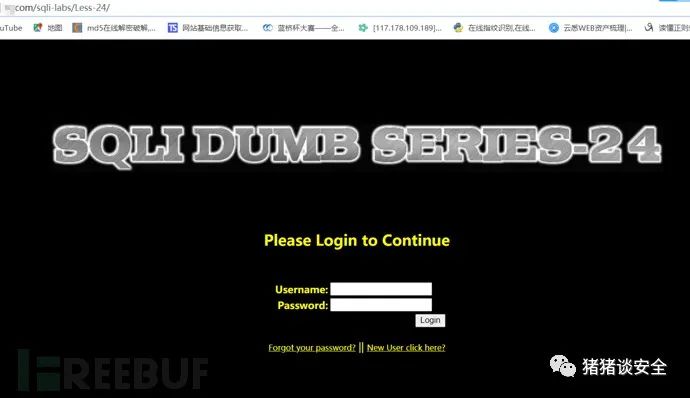 com/sqli-labs/Less-24/
uTube 地图 md5在线解密破解,... 网站基础信息获取... 蓝桥杯大赛——全... [117.178.109.189]... 在线指纹识别,在线... 云悉WEB资产梳理|... 读懂正则
SQLI DUMB SERIES-24
Please Login to Continue
Username:
Password:
Login
Forgot your password? || New User click here?
FREEBUF
猪猪谈安全